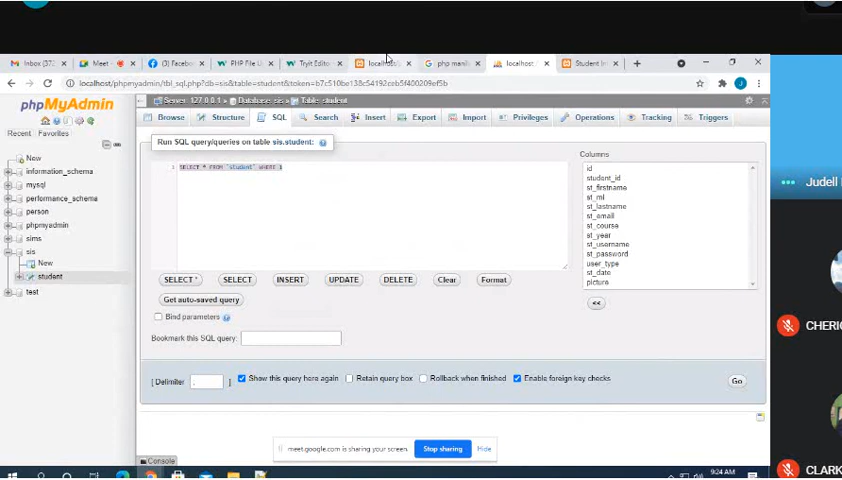 Inbox (37
Meet -
(3) Facebo
PHP File U
Tryit Editor
localhost/
php mani
localhost
Student In
localhost/phpmyadmin/tbl_sql.php?db=sis&table=student&token=b7c510be138c54192ceb5f400209ef5b
phpMyAdmin
Recent Favorites
New
information_schema
mysql
performance_schema
person
phpmyadmin
sims
sis
New
student
test
Server: 127.0.0.1 » Database: sis » Table: student
Browse Structure SQL Search Insert Export Import Privileges Operations Tracking Triggers
Run SQL query/queries on table sis.student:
1 SELECT * FROM `student` WHERE 1
Columns
id
student_id
st_firstname
st_mi
st_lastname
st_email
st_course
st_year
st_username
st_password
user_type
st_date
picture
<<
SELECT * SELECT INSERT UPDATE DELETE Clear Format
Get auto-saved query
Bind parameters
Bookmark this SQL query:
[ Delimiter ; ] Show this query here again Retain query box Rollback when finished Enable foreign key checks Go
Console
meet.google.com is sharing your screen. Stop sharing Hide
9:24 AM
Judell
CHERI
CLARK